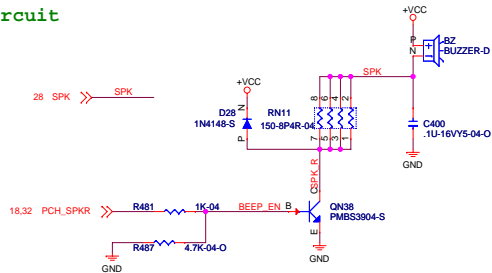 rcuit
+VCC
P
N
BZ
BUZZER-D
28 SPK
SPK
+VCC
SPK
N
P
D28
1N4148-S
RN11
150-8P4R-04
8
6
4
2
7
5
3
1
C400
.1U-16VY5-04-O
GND
SPK_R
18,32 PCH_SPKR
R481
1K-04
BEEP_EN
B
C
E
QN38
PMBS3904-S
R487
4.7K-04-O
GND
GND